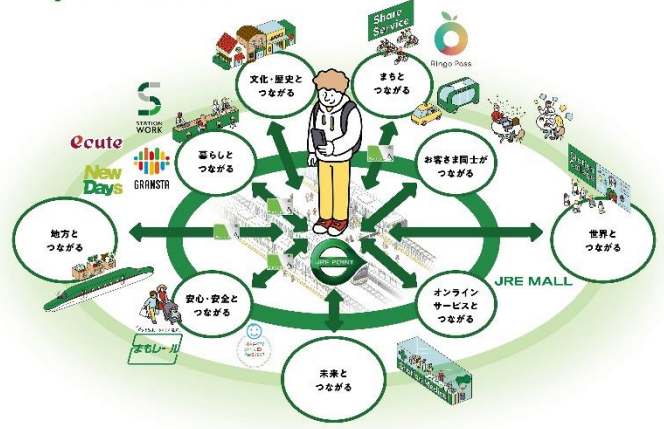 Share
Service
Ringo Pass
文化・歴史と
つながる
まちと
つながる
STATION
WORK
ecute
New
Days
GRANSTA
暮らしと
つながる
お客さま同士が
つながる
地方と
つながる
世界と
つながる
JRE POINT
JRE MALL
安心・安全と
つながる
オンライン
サービスと
つながる
まもレール
未来と
つながる